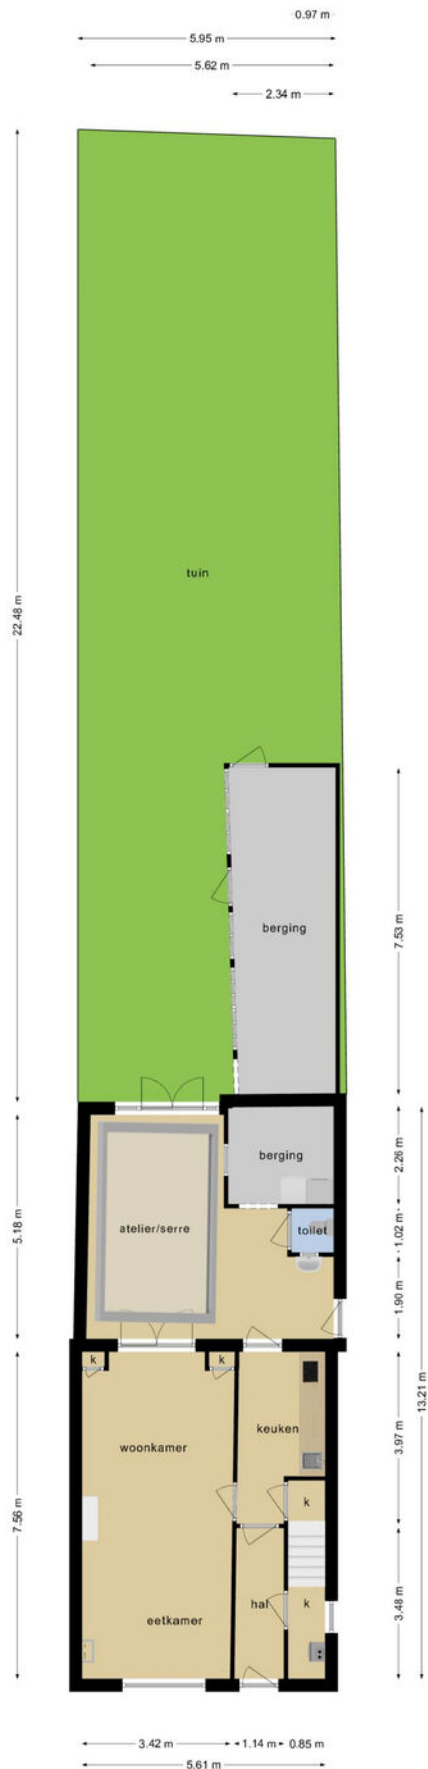 0.97 m
5.95 m
5.62 m
2.34 m
22.48 m
tuin
berging
7.53 m
berging
2.26 m
atelier/serre
toilet
1.02 m
5.18 m
1.90 m
k
k
keuken
woonkamer
3.97 m
13.21 m
7.56 m
k
k
hal
eetkamer
3.48 m
3.42 m
1.14 m
0.85 m
5.61 m